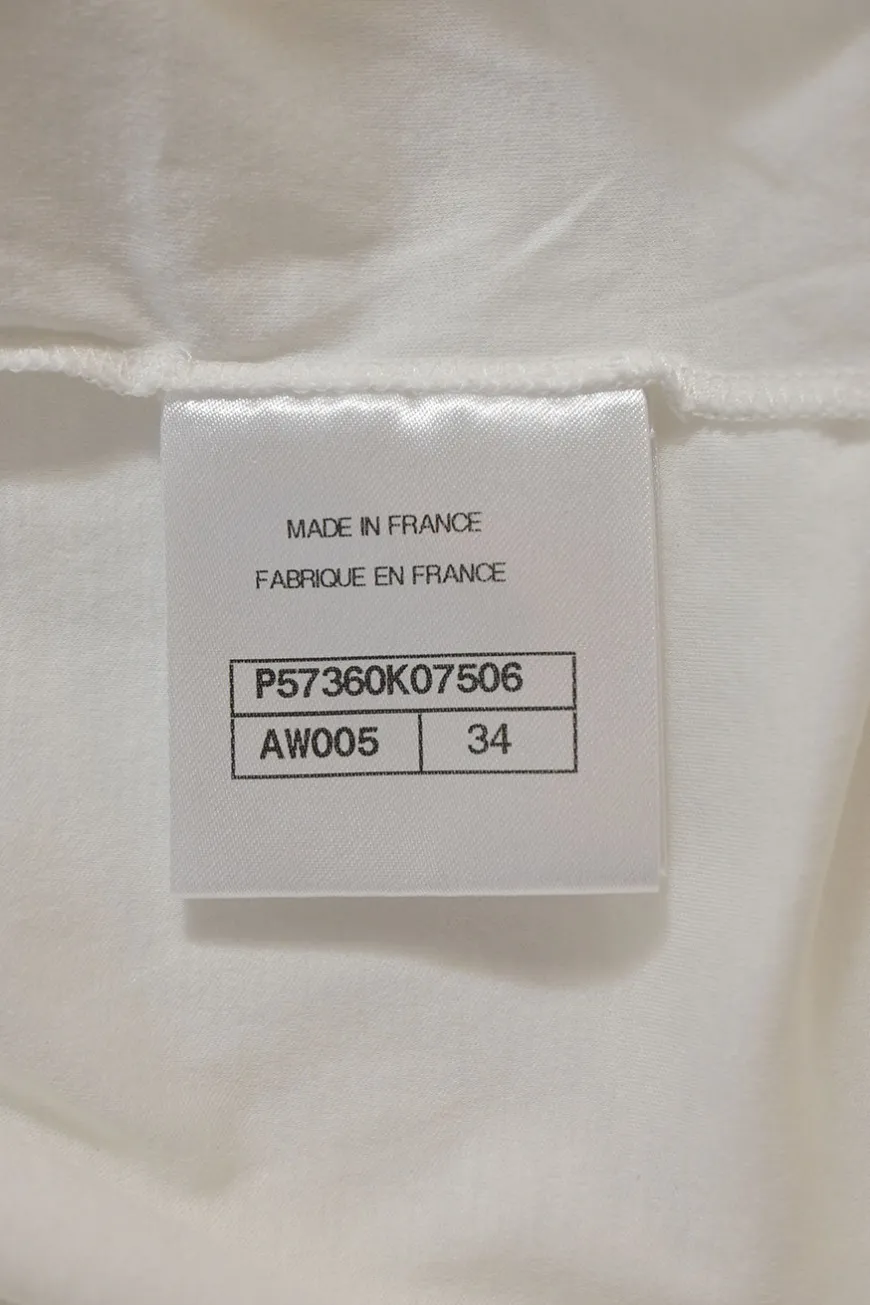 MADE IN FRANCE
FABRIQUE EN FRANCE
P57360K07506
AW005 34